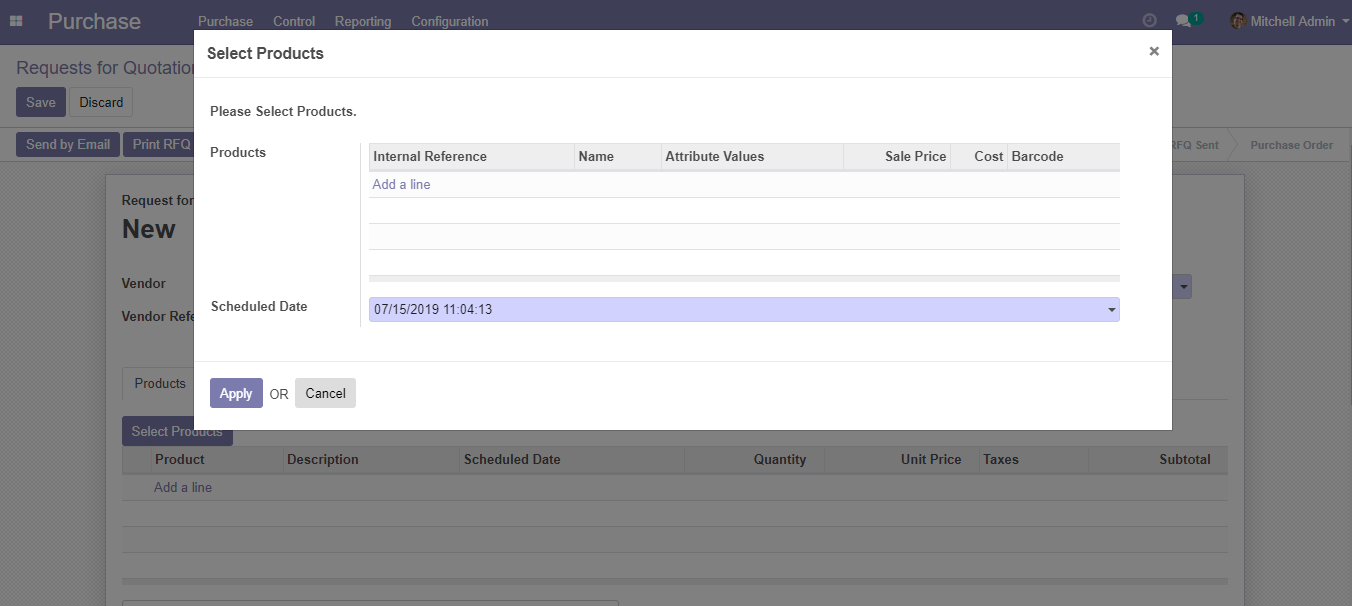 Purchase Purchase Control Reporting Configuration 1 Mitchell Admin
Requests for Quotation
Save Discard
Send by Email Print RFQ RFQ Sent Purchase Order
Select Products ×
Please Select Products.
Products
Internal Reference Name Attribute Values Sale Price Cost Barcode
Add a line
Scheduled Date 07/15/2019 11:04:13
Apply OR Cancel
Request for
New
Vendor
Vendor Refe
Products
Select Products
Product Description Scheduled Date Quantity Unit Price Taxes Subtotal
Add a line